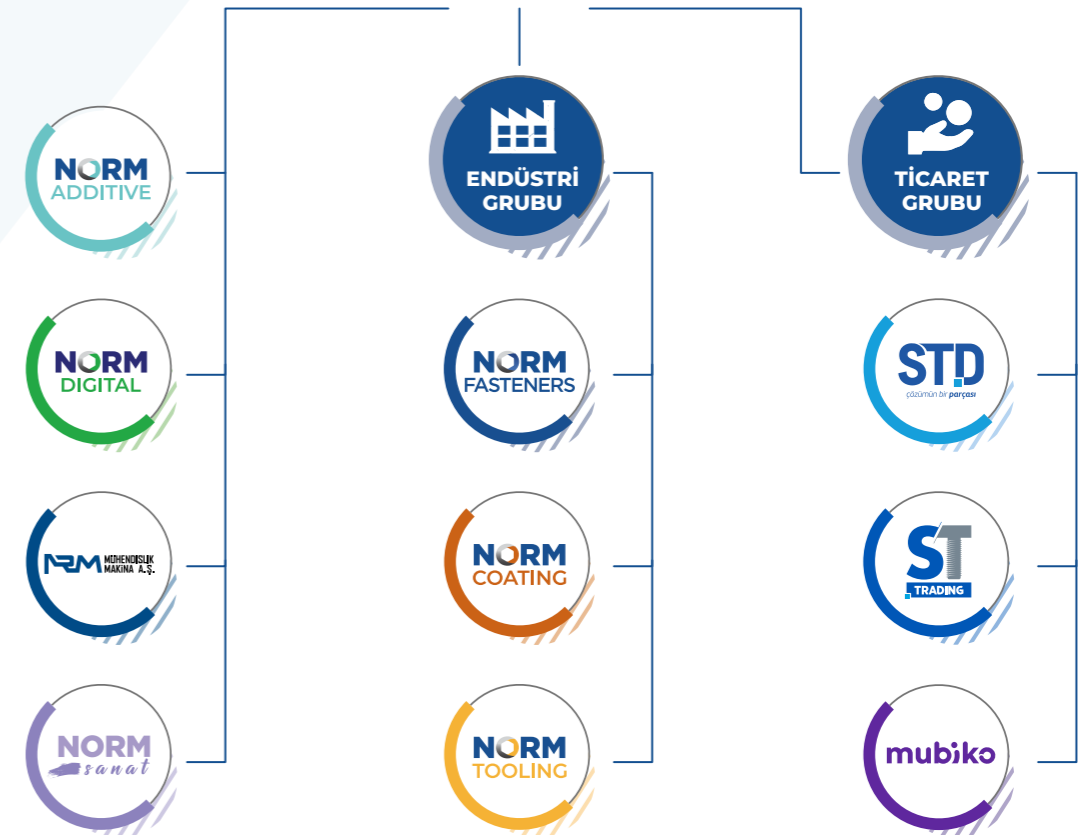 NORM
ADDITIVE
NORM
DIGITAL
NRM MÜHENDİSLİK
MAKİNA A.Ş.
NORM
sanat
ENDÜSTRİ
GRUBU
NORM
FASTENERS
NORM
COATING
NORM
TOOLING
TİCARET
GRUBU
STD
çözümün bir parçası
ST
TRADING
mubiko